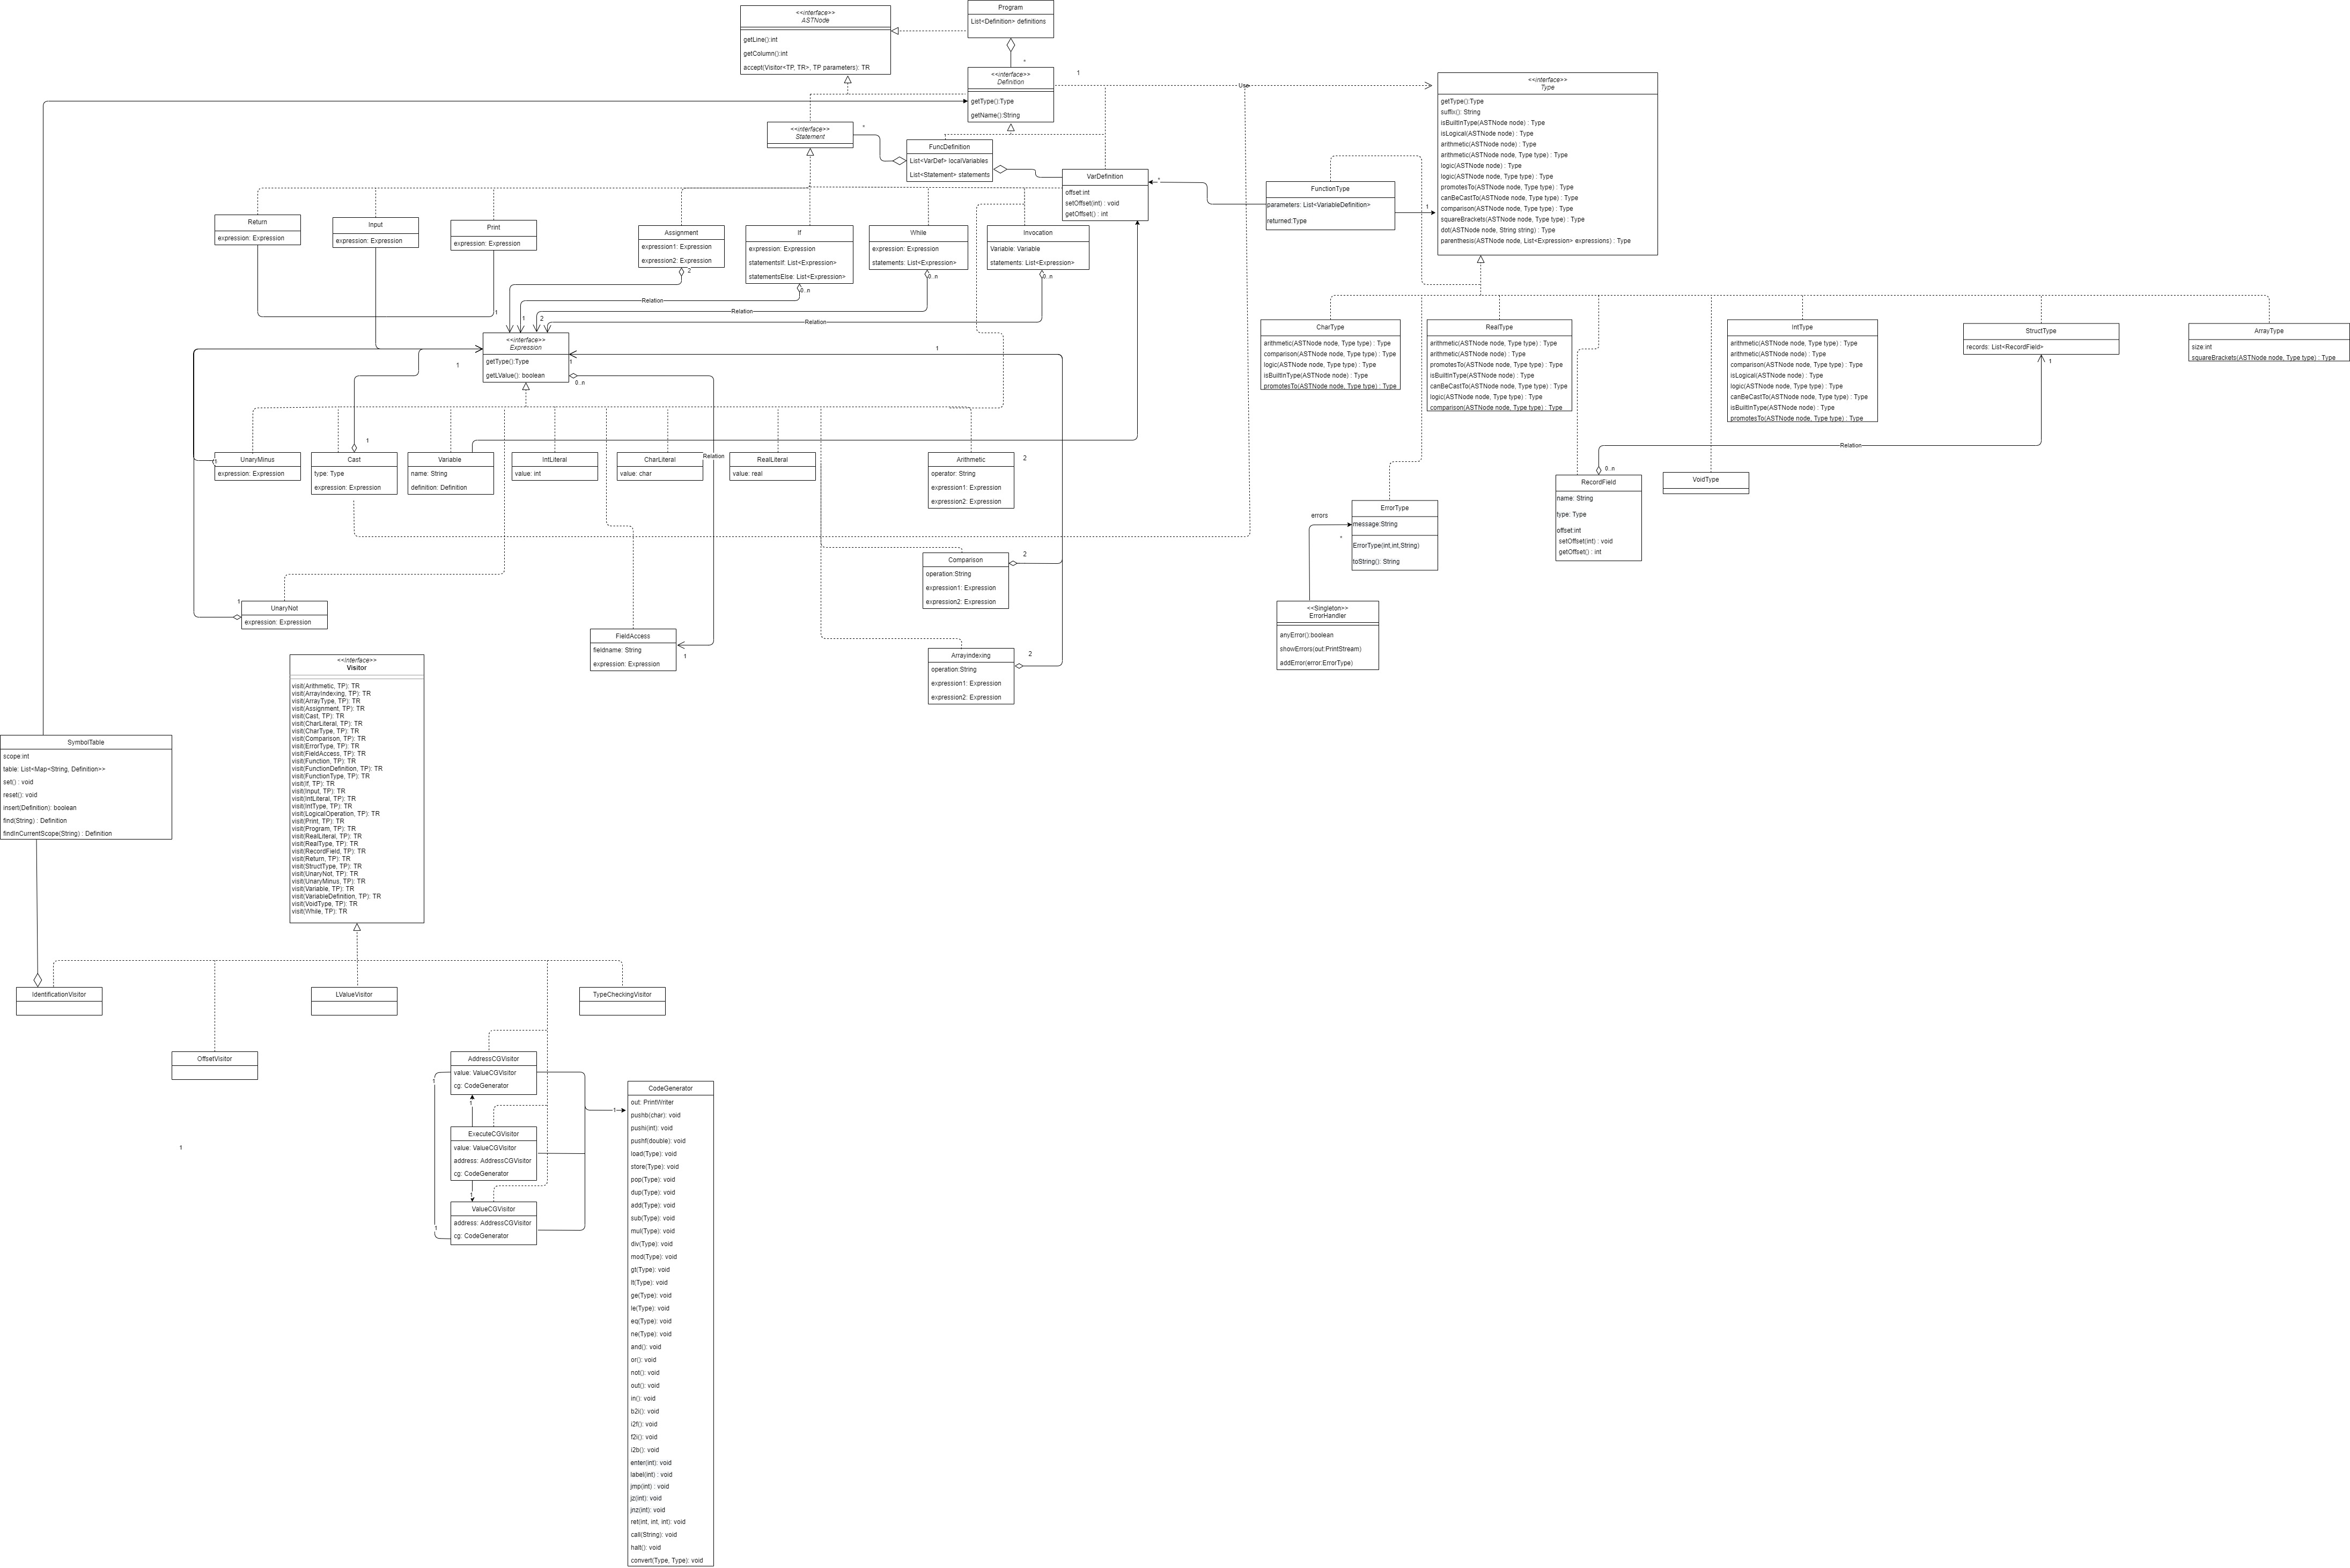 <<interface>>
ASTNode
getLine():int
getColumn():int
accept(Visitor<TP, TR>, TP parameters): TR
Program
List<Definition> definitions
*
<<interface>>
Definition
getType():Type
getName():String
1
Use
<<interface>>
Type
getType():Type
suffix(): String
isBuiltInType(ASTNode node) : Type
isLogical(ASTNode node) : Type
arithmetic(ASTNode node) : Type
arithmetic(ASTNode node, Type type) : Type
logic(ASTNode node) : Type
logic(ASTNode node, Type type) : Type
promotesTo(ASTNode node, Type type) : Type
canBeCastTo(ASTNode node, Type type) : Type
comparison(ASTNode node, Type type) : Type
squareBrackets(ASTNode node, Type type) : Type
dot(ASTNode node, String string) : Type
parenthesis(ASTNode node, List<Expression> expressions) : Type
<<interface>>
Statement
*
FuncDefinition
List<VarDef> localVariables
List<Statement> statements
VarDefinition
offset:int
setOffset(int) : void
getOffset() : int
*
FunctionType
parameters: List<VariableDefinition>
returned:Type
1
Return
expression: Expression
Input
expression: Expression
Print
expression: Expression
Assignment
expression1: Expression
expression2: Expression
2
If
expression: Expression
statementsIf: List<Expression>
statementsElse: List<Expression>
0..n
While
expression: Expression
statements: List<Expression>
0..n
Invocation
Variable: Variable
statements: List<Expression>
0..n
Relation
Relation
Relation
1
1
2
<<interface>>
Expression
getType():Type
getLValue(): boolean
1
1
1
0..n
CharType
arithmetic(ASTNode node, Type type) : Type
comparison(ASTNode node, Type type) : Type
logic(ASTNode node, Type type) : Type
isBuiltInType(ASTNode node) : Type
promotesTo(ASTNode node, Type type) : Type
RealType
arithmetic(ASTNode node, Type type) : Type
arithmetic(ASTNode node) : Type
promotesTo(ASTNode node, Type type) : Type
isBuiltInType(ASTNode node) : Type
canBeCastTo(ASTNode node, Type type) : Type
logic(ASTNode node, Type type) : Type
comparison(ASTNode node, Type type) : Type
IntType
arithmetic(ASTNode node, Type type) : Type
arithmetic(ASTNode node) : Type
comparison(ASTNode node, Type type) : Type
isLogical(ASTNode node) : Type
logic(ASTNode node, Type type) : Type
canBeCastTo(ASTNode node, Type type) : Type
isBuiltInType(ASTNode node) : Type
promotesTo(ASTNode node, Type type) : Type
StructType
records: List<RecordField>
1
ArrayType
size:int
squareBrackets(ASTNode node, Type type) : Type
Relation
0..n
UnaryMinus
expression: Expression
1
Cast
type: Type
expression: Expression
1
Variable
name: String
definition: Definition
IntLiteral
value: int
CharLiteral
value: char
Relation
RealLiteral
value: real
Arithmetic
operator: String
expression1: Expression
expression2: Expression
2
RecordField
name: String
type: Type
offset:int
setOffset(int) : void
getOffset() : int
VoidType
ErrorType
message:String
ErrorType(int,int,String)
toString(): String
errors
*
Comparison
operation:String
expression1: Expression
expression2: Expression
2
UnaryNot
expression: Expression
1
FieldAccess
fieldname: String
expression: Expression
1
ArrayIndexing
operation:String
expression1: Expression
expression2: Expression
2
<<Singleton>>
ErrorHandler
anyError():boolean
showErrors(out:PrintStream)
addError(error:ErrorType)
<<interface>>
Visitor
visit(Arithmetic, TP): TR
visit(ArrayIndexing, TP): TR
visit(ArrayType, TP): TR
visit(Assignment, TP): TR
visit(Cast, TP): TR
visit(CharLiteral, TP): TR
visit(CharType, TP): TR
visit(Comparison, TP): TR
visit(ErrorType, TP): TR
visit(FieldAccess, TP): TR
visit(Function, TP): TR
visit(FunctionDefinition, TP): TR
visit(FunctionType, TP): TR
visit(If, TP): TR
visit(Input, TP): TR
visit(IntLiteral, TP): TR
visit(IntType, TP): TR
visit(LogicalOperation, TP): TR
visit(Print, TP): TR
visit(Program, TP): TR
visit(RealLiteral, TP): TR
visit(RealType, TP): TR
visit(RecordField, TP): TR
visit(Return, TP): TR
visit(StructType, TP): TR
visit(UnaryNot, TP): TR
visit(UnaryMinus, TP): TR
visit(Variable, TP): TR
visit(VariableDefinition, TP): TR
visit(VoidType, TP): TR
visit(While, TP): TR
SymbolTable
scope:int
table: List<Map<String, Definition>>
set() : void
reset(): void
insert(Definition): boolean
find(String) : Definition
findInCurrentScope(String) : Definition
IdentificationVisitor
LValueVisitor
TypeCheckingVisitor
OffsetVisitor
AddressCGVisitor
value: ValueCGVisitor
cg: CodeGenerator
1
1
ExecuteCGVisitor
value: ValueCGVisitor
address: AddressCGVisitor
cg: CodeGenerator
1
ValueCGVisitor
address: AddressCGVisitor
cg: CodeGenerator
1
1
1
CodeGenerator
out: PrintWriter
pushb(char): void
pushi(int): void
pushf(double): void
load(Type): void
store(Type): void
pop(Type): void
dup(Type): void
add(Type): void
sub(Type): void
mul(Type): void
div(Type): void
mod(Type): void
gt(Type): void
lt(Type): void
ge(Type): void
le(Type): void
eq(Type): void
ne(Type): void
and(): void
or(): void
not(): void
out(): void
in(): void
b2i(): void
i2f(): void
f2i(): void
i2b(): void
enter(int): void
label(int) : void
jmp(int) : void
jz(int): void
jnz(int): void
ret(int, int, int): void
call(String): void
halt(): void
convert(Type, Type): void